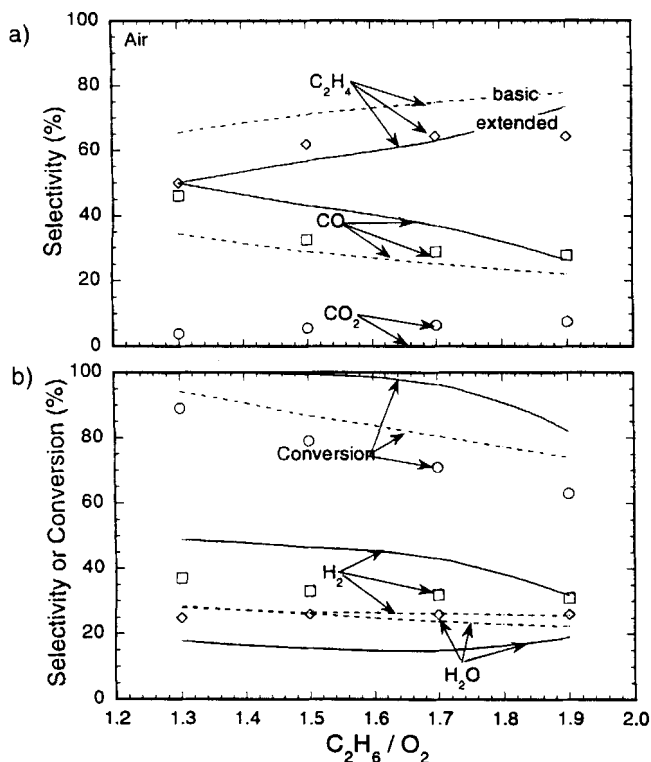 a)
100
Air
80
C₂H₄
basic
extended
60
Selectivity (%)
40
CO
20
CO₂
0
b)
100
80
Conversion
Selectivity or Conversion (%)
60
40
H₂
20
H₂O
0
1.2 1.3 1.4 1.5 1.6 1.7 1.8 1.9 2.0
C₂H₆ / O₂